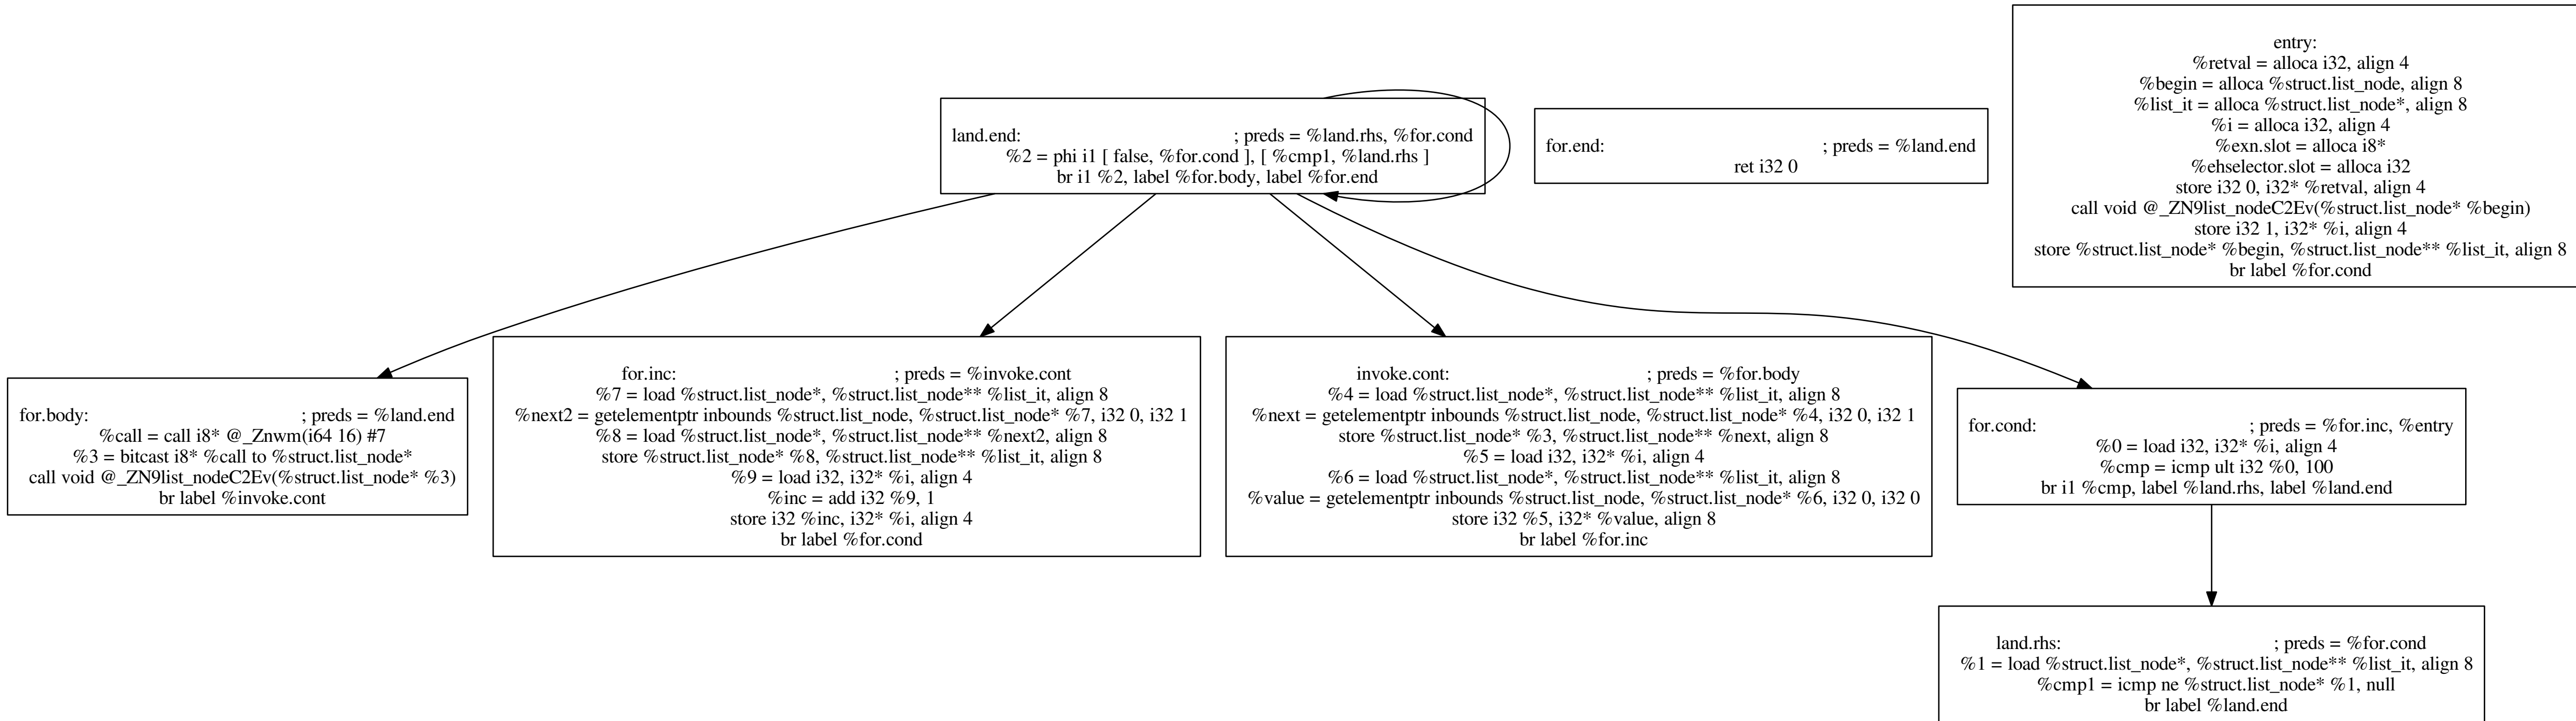 entry:
%retval = alloca i32, align 4
%begin = alloca %struct.list_node, align 8
%list_it = alloca %struct.list_node*, align 8
%i = alloca i32, align 4
%exn.slot = alloca i8*
%ehselector.slot = alloca i32
store i32 0, i32* %retval, align 4
call void @_ZN9list_nodeC2Ev(%struct.list_node* %begin)
store i32 1, i32* %i, align 4
store %struct.list_node* %begin, %struct.list_node** %list_it, align 8
br label %for.cond
land.end: ; preds = %land.rhs, %for.cond
%2 = phi i1 [ false, %for.cond ], [ %cmp1, %land.rhs ]
br i1 %2, label %for.body, label %for.end
for.end: ; preds = %land.end
ret i32 0
for.body: ; preds = %land.end
%call = call i8* @_Znwm(i64 16) #7
%3 = bitcast i8* %call to %struct.list_node*
call void @_ZN9list_nodeC2Ev(%struct.list_node* %3)
br label %invoke.cont
for.inc: ; preds = %invoke.cont
%7 = load %struct.list_node*, %struct.list_node** %list_it, align 8
%next2 = getelementptr inbounds %struct.list_node, %struct.list_node* %7, i32 0, i32 1
%8 = load %struct.list_node*, %struct.list_node** %next2, align 8
store %struct.list_node* %8, %struct.list_node** %list_it, align 8
%9 = load i32, i32* %i, align 4
%inc = add i32 %9, 1
store i32 %inc, i32* %i, align 4
br label %for.cond
invoke.cont: ; preds = %for.body
%4 = load %struct.list_node*, %struct.list_node** %list_it, align 8
%next = getelementptr inbounds %struct.list_node, %struct.list_node* %4, i32 0, i32 1
store %struct.list_node* %3, %struct.list_node** %next, align 8
%5 = load i32, i32* %i, align 4
%6 = load %struct.list_node*, %struct.list_node** %list_it, align 8
%value = getelementptr inbounds %struct.list_node, %struct.list_node* %6, i32 0, i32 0
store i32 %5, i32* %value, align 8
br label %for.inc
for.cond: ; preds = %for.inc, %entry
%0 = load i32, i32* %i, align 4
%cmp = icmp ult i32 %0, 100
br i1 %cmp, label %land.rhs, label %land.end
land.rhs: ; preds = %for.cond
%1 = load %struct.list_node*, %struct.list_node** %list_it, align 8
%cmp1 = icmp ne %struct.list_node* %1, null
br label %land.end